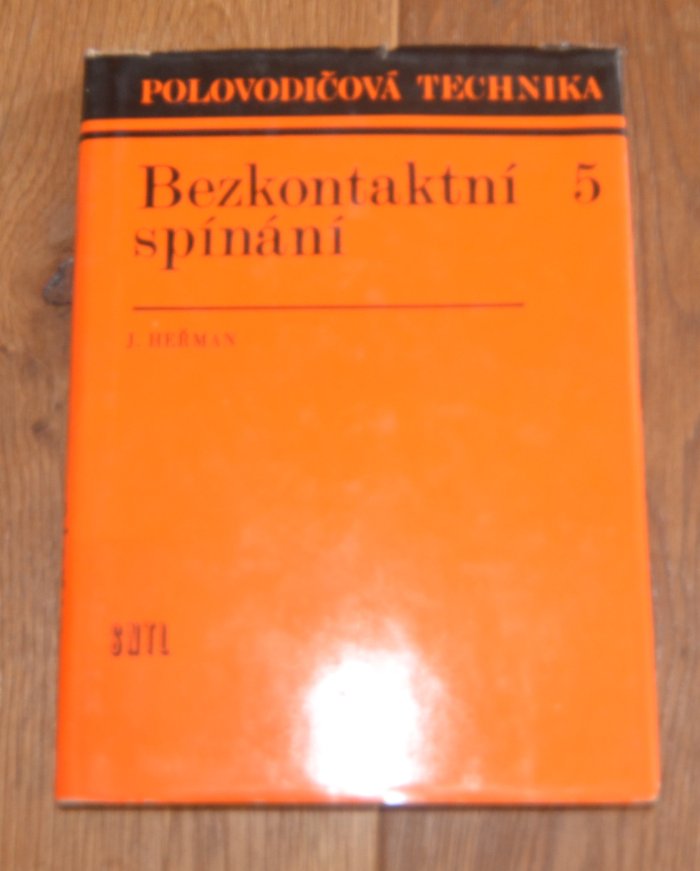 POLOVODIČOVÁ TECHNIKA
Bezkontaktní 5
spínání
J. HEŘMAN
SNTL